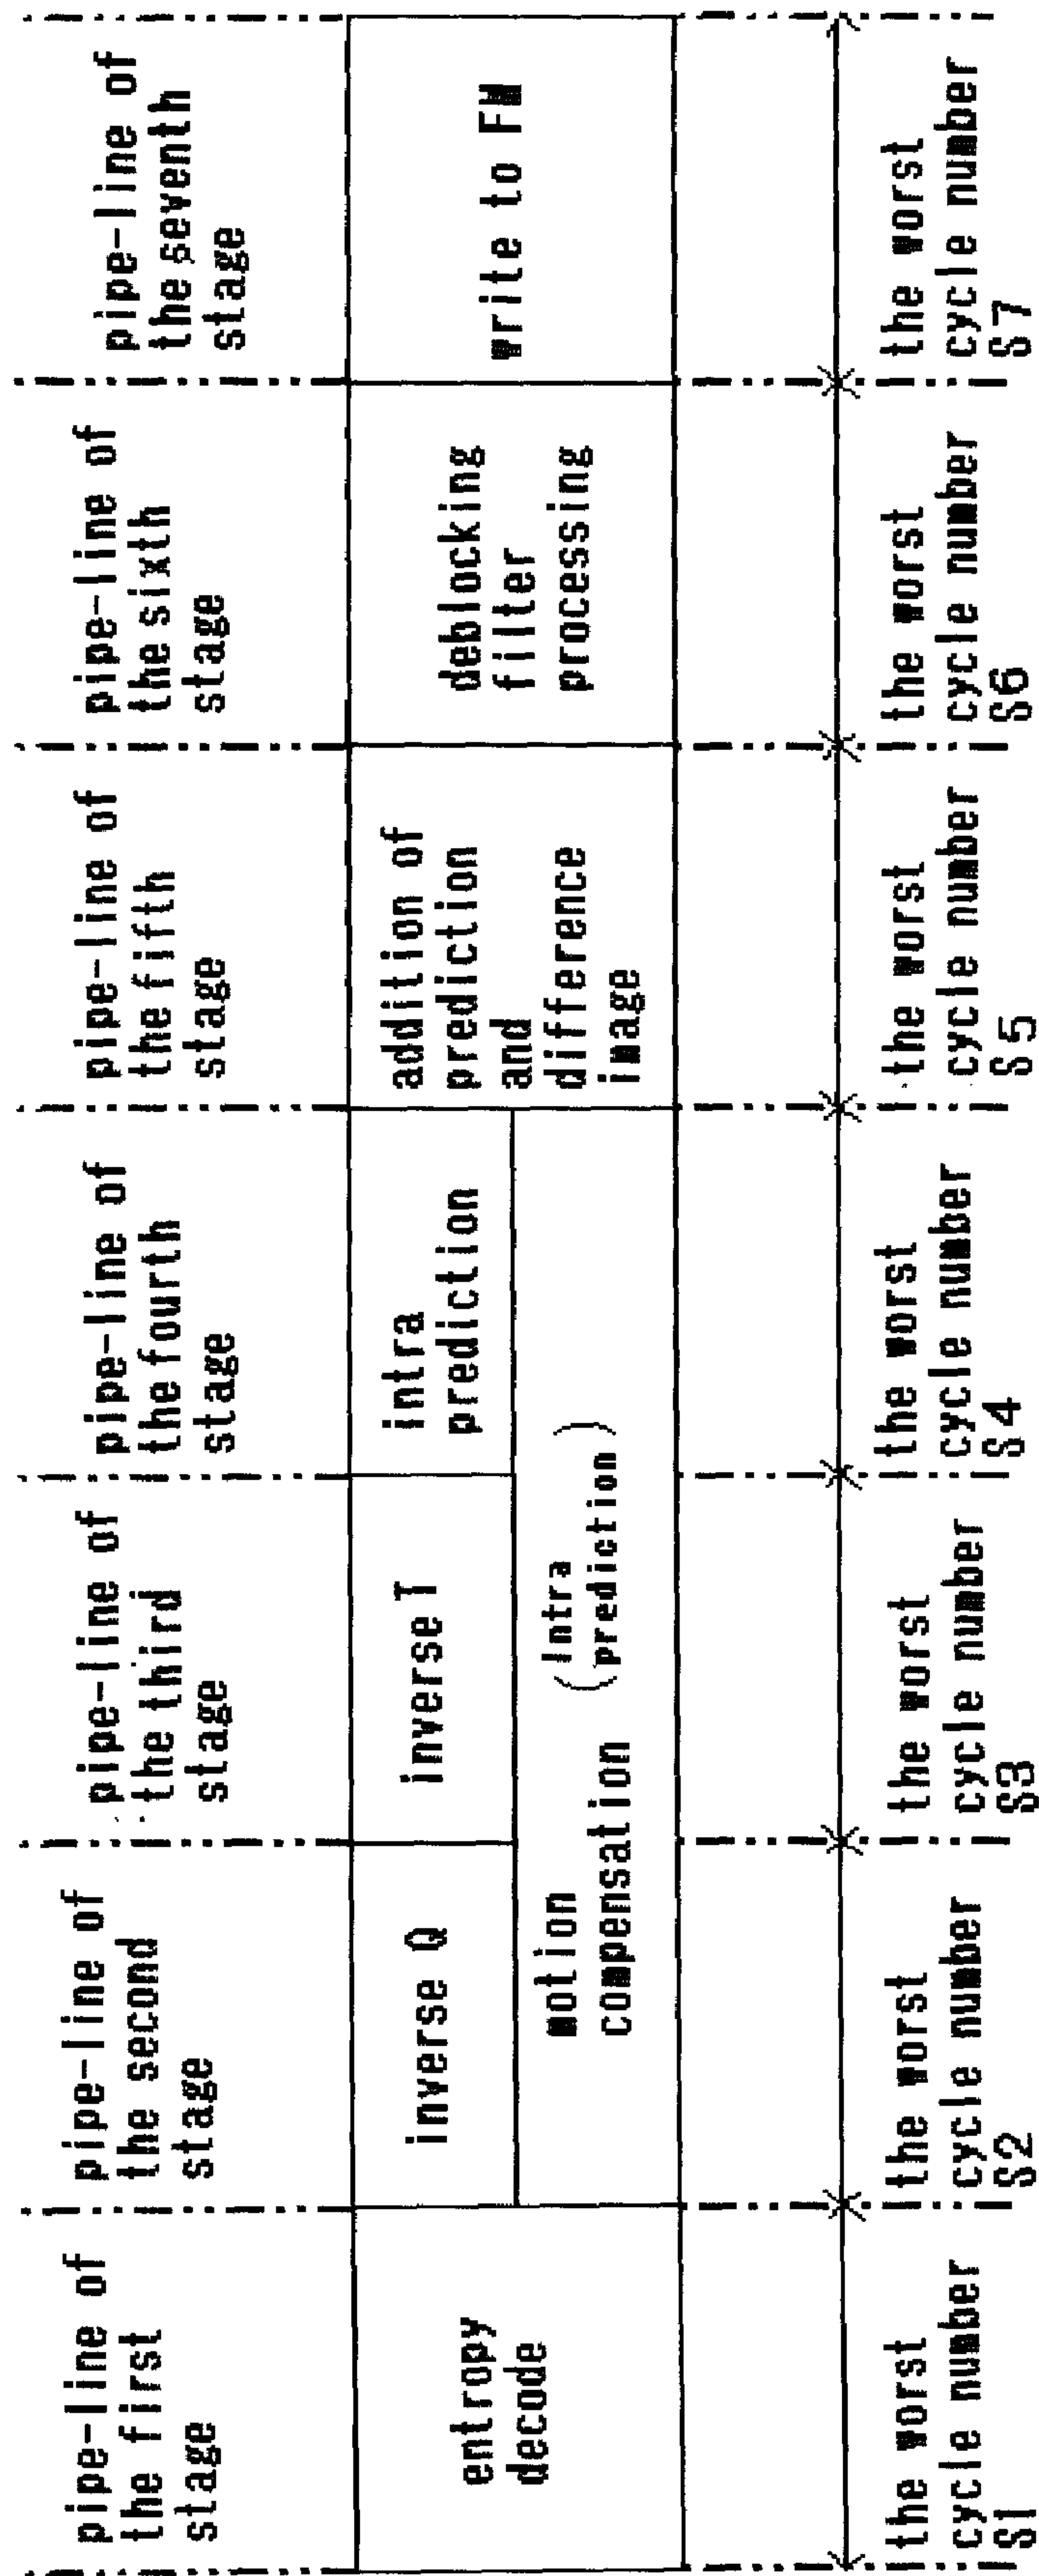 pipe-line of
the first
stage
pipe-line of
the second
stage
pipe-line of
the third
stage
pipe-line of
the fourth
stage
pipe-line of
the fifth
stage
pipe-line of
the sixth
stage
pipe-line of
the seventh
stage
entropy
decode
inverse Q
inverse T
intra
prediction
motion
compensation
(intra
prediction)
addition of
prediction
and
difference
image
deblocking
filter
processing
write to FM
the worst
cycle number
S1
the worst
cycle number
S2
the worst
cycle number
S3
the worst
cycle number
S4
the worst
cycle number
S5
the worst
cycle number
S6
the worst
cycle number
S7